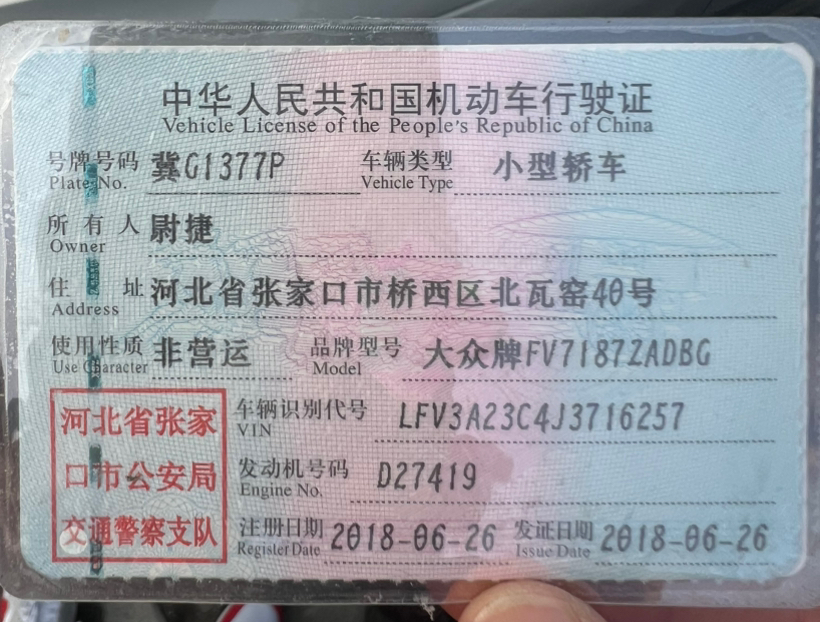 中华人民共和国机动车行驶证
Vehicle License of the People's Republic of China
号牌号码 冀G1377P 车辆类型 小型轿车
Plate No. Vehicle Type
所有人 尉捷
Owner
住址 河北省张家口市桥西区北瓦窑40号
Address
使用性质 非营运 品牌型号 大众牌FV7187ZADBG
Use Character Model
河北省张家
口市公安局
交通警察支队
车辆识别代号 LFV3A23C4J3716257
VIN
发动机号码 D27419
Engine No.
注册日期 2018-06-26 发证日期 2018-06-26
Register Date Issue Date